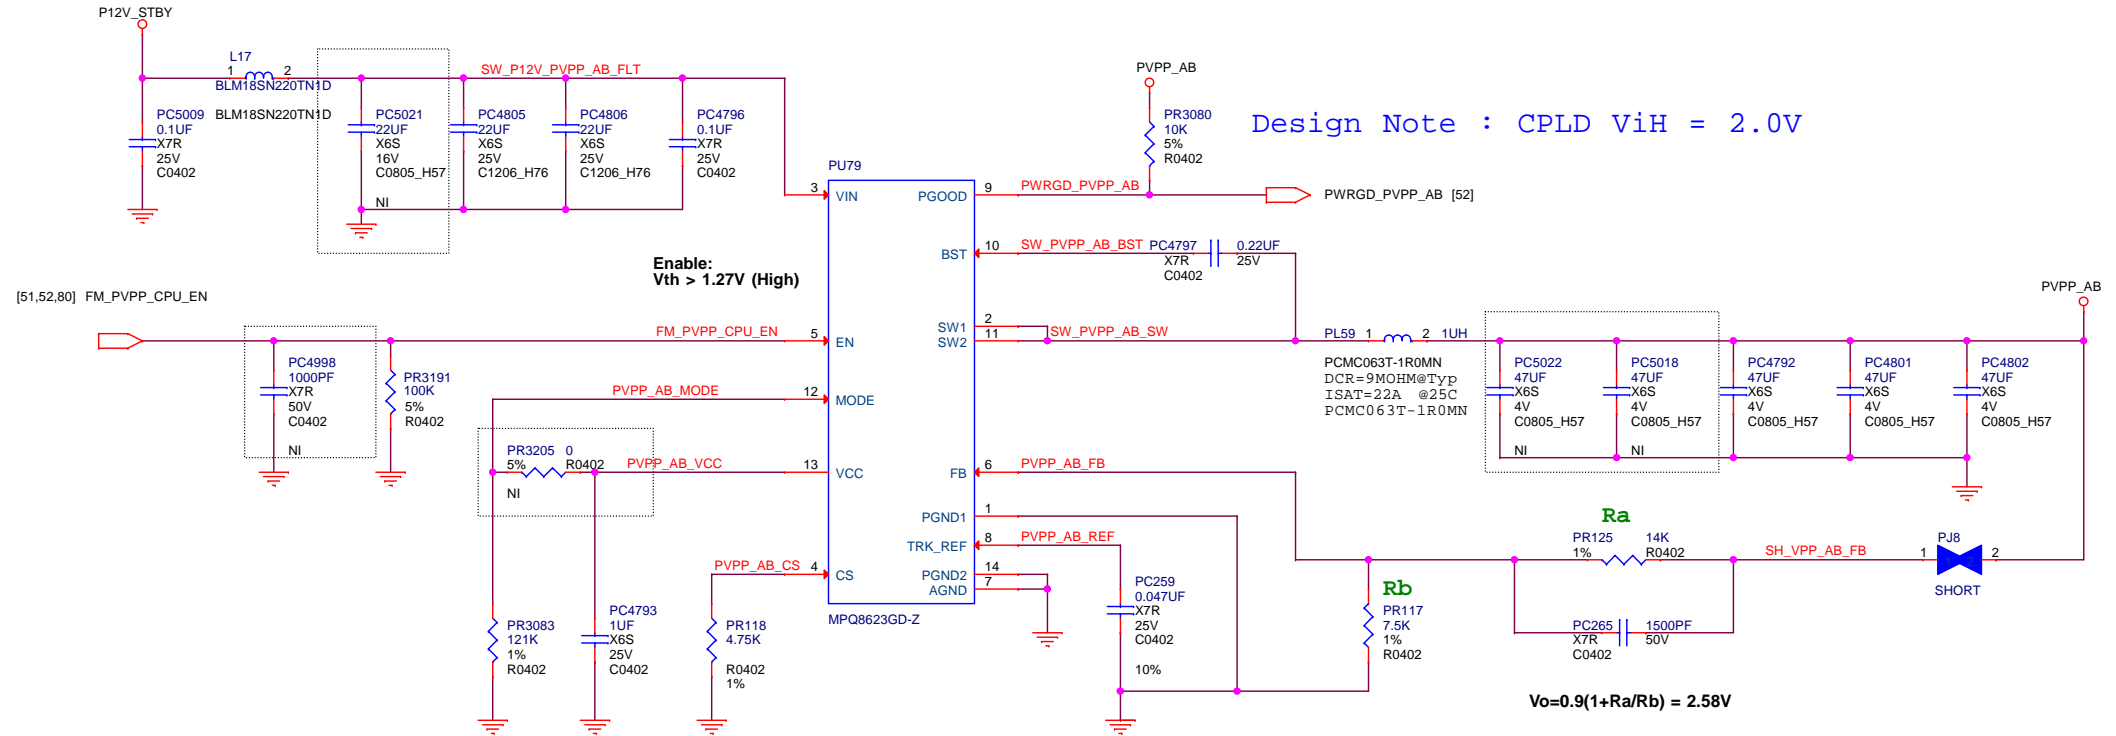 P12V_STBY
L17
1 2
BLM18SN220TN1D
BLM18SN220TN1D
SW_P12V_PVPP_AB_FLT
PC5009
0.1UF
X7R
25V
C0402
PC5021
22UF
X6S
16V
C0805_H57
NI
PC4805
22UF
X6S
25V
C1206_H76
PC4806
22UF
X6S
25V
C1206_H76
PC4796
0.1UF
X7R
25V
C0402
PVPP_AB
PR3080
10K
5%
R0402
Design Note : CPLD ViH = 2.0V
PU79
3 VIN
PGOOD 9
PWRGD_PVPP_AB
PWRGD_PVPP_AB [52]
Enable:
Vth > 1.27V (High)
BST 10
SW_PVPP_AB_BST
PC4797
X7R
C0402
0.22UF
25V
[51,52,80] FM_PVPP_CPU_EN
FM_PVPP_CPU_EN
5 EN
SW1 2
SW2 11
SW_PVPP_AB_SW
PL59 1 2 1UH
PCMC063T-1R0MN
DCR=9MOHM@Typ
ISAT=22A @25C
PCMC063T-1R0MN
PVPP_AB
PC4998
1000PF
X7R
50V
C0402
NI
PR3191
100K
5%
R0402
PVPP_AB_MODE
12 MODE
PC5022
47UF
X6S
4V
C0805_H57
NI
PC5018
47UF
X6S
4V
C0805_H57
NI
PC4792
47UF
X6S
4V
C0805_H57
PC4801
47UF
X6S
4V
C0805_H57
PC4802
47UF
X6S
4V
C0805_H57
PR3205 0
5% R0402
NI
PVPP_AB_VCC
13 VCC
FB 6
PVPP_AB_FB
PGND1 1
TRK_REF 8
PVPP_AB_REF
PVPP_AB_CS
4 CS
PGND2 14
AGND 7
MPQ8623GD-Z
PR3083
121K
1%
R0402
PC4793
1UF
X6S
25V
C0402
PR118
4.75K
R0402
1%
PC259
0.047UF
X7R
25V
C0402
10%
Rb
PR117
7.5K
1%
R0402
Ra
PR125 14K
1% R0402
SH_VPP_AB_FB
PJ8
1 2
SHORT
PC265 1500PF
X7R 50V
C0402
Vo=0.9(1+Ra/Rb) = 2.58V